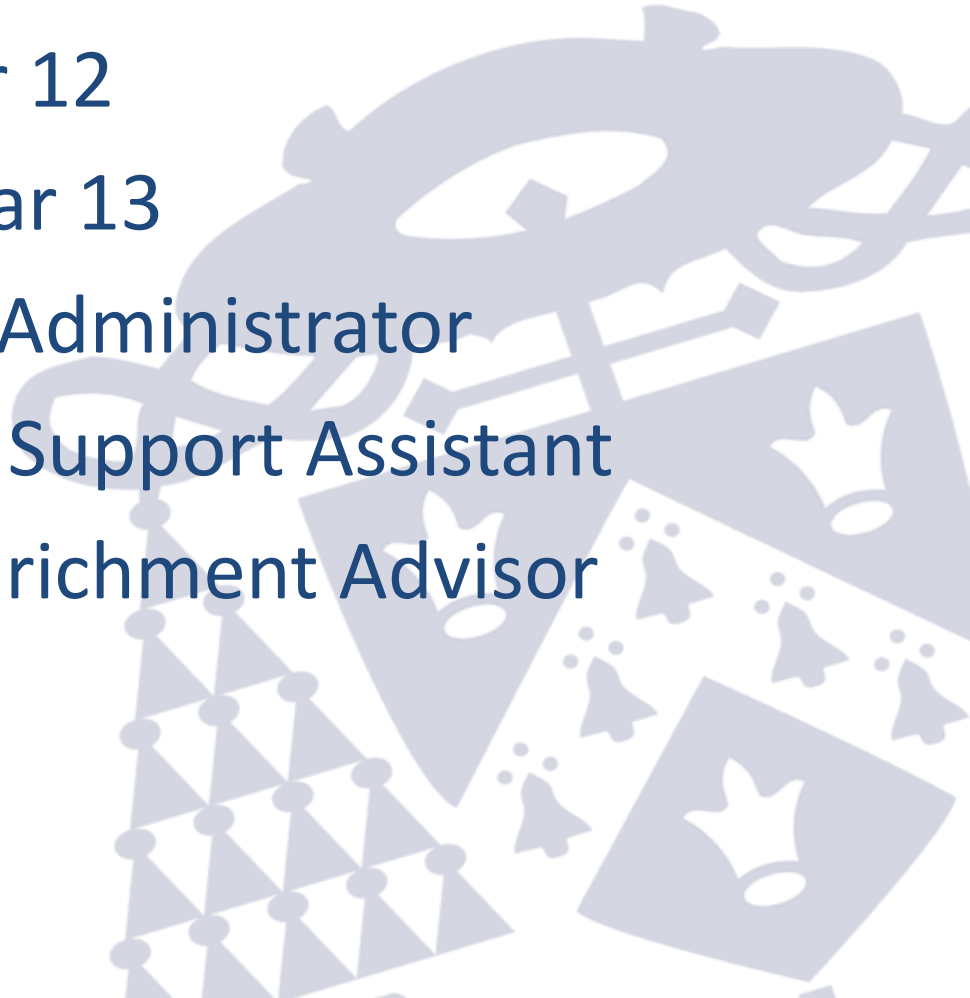 r 12
ar 13
Administrator
Support Assistant
richment Advisor